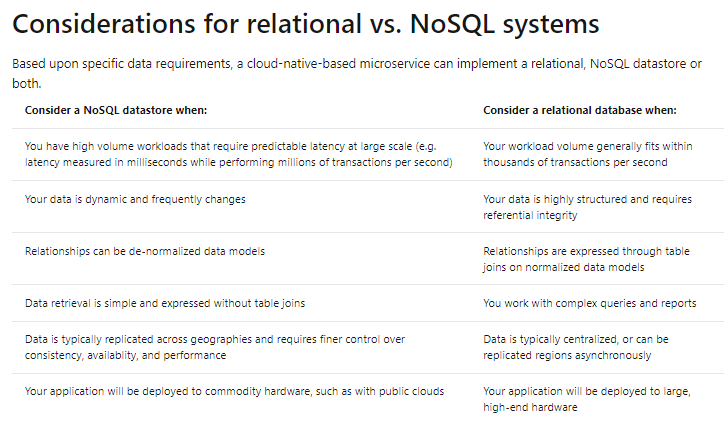 Considerations for relational vs. NoSQL systems
Based upon specific data requirements, a cloud-native-based microservice can implement a relational, NoSQL datastore or
both.
Consider a NoSQL datastore when:
Consider a relational database when:
You have high volume workloads that require predictable latency at large scale (e.g.
latency measured in milliseconds while performing millions of transactions per second)
Your workload volume generally fits within
thousands of transactions per second
Your data is dynamic and frequently changes
Your data is highly structured and requires
referential integrity
Relationships can be de-normalized data models
Relationships are expressed through table
joins on normalized data models
Data retrieval is simple and expressed without table joins
You work with complex queries and reports
Data is typically replicated across geographies and requires finer control over
consistency, availablity, and performance
Data is typically centralized, or can be
replicated regions asynchronously
Your application will be deployed to commodity hardware, such as with public clouds
Your application will be deployed to large,
high-end hardware